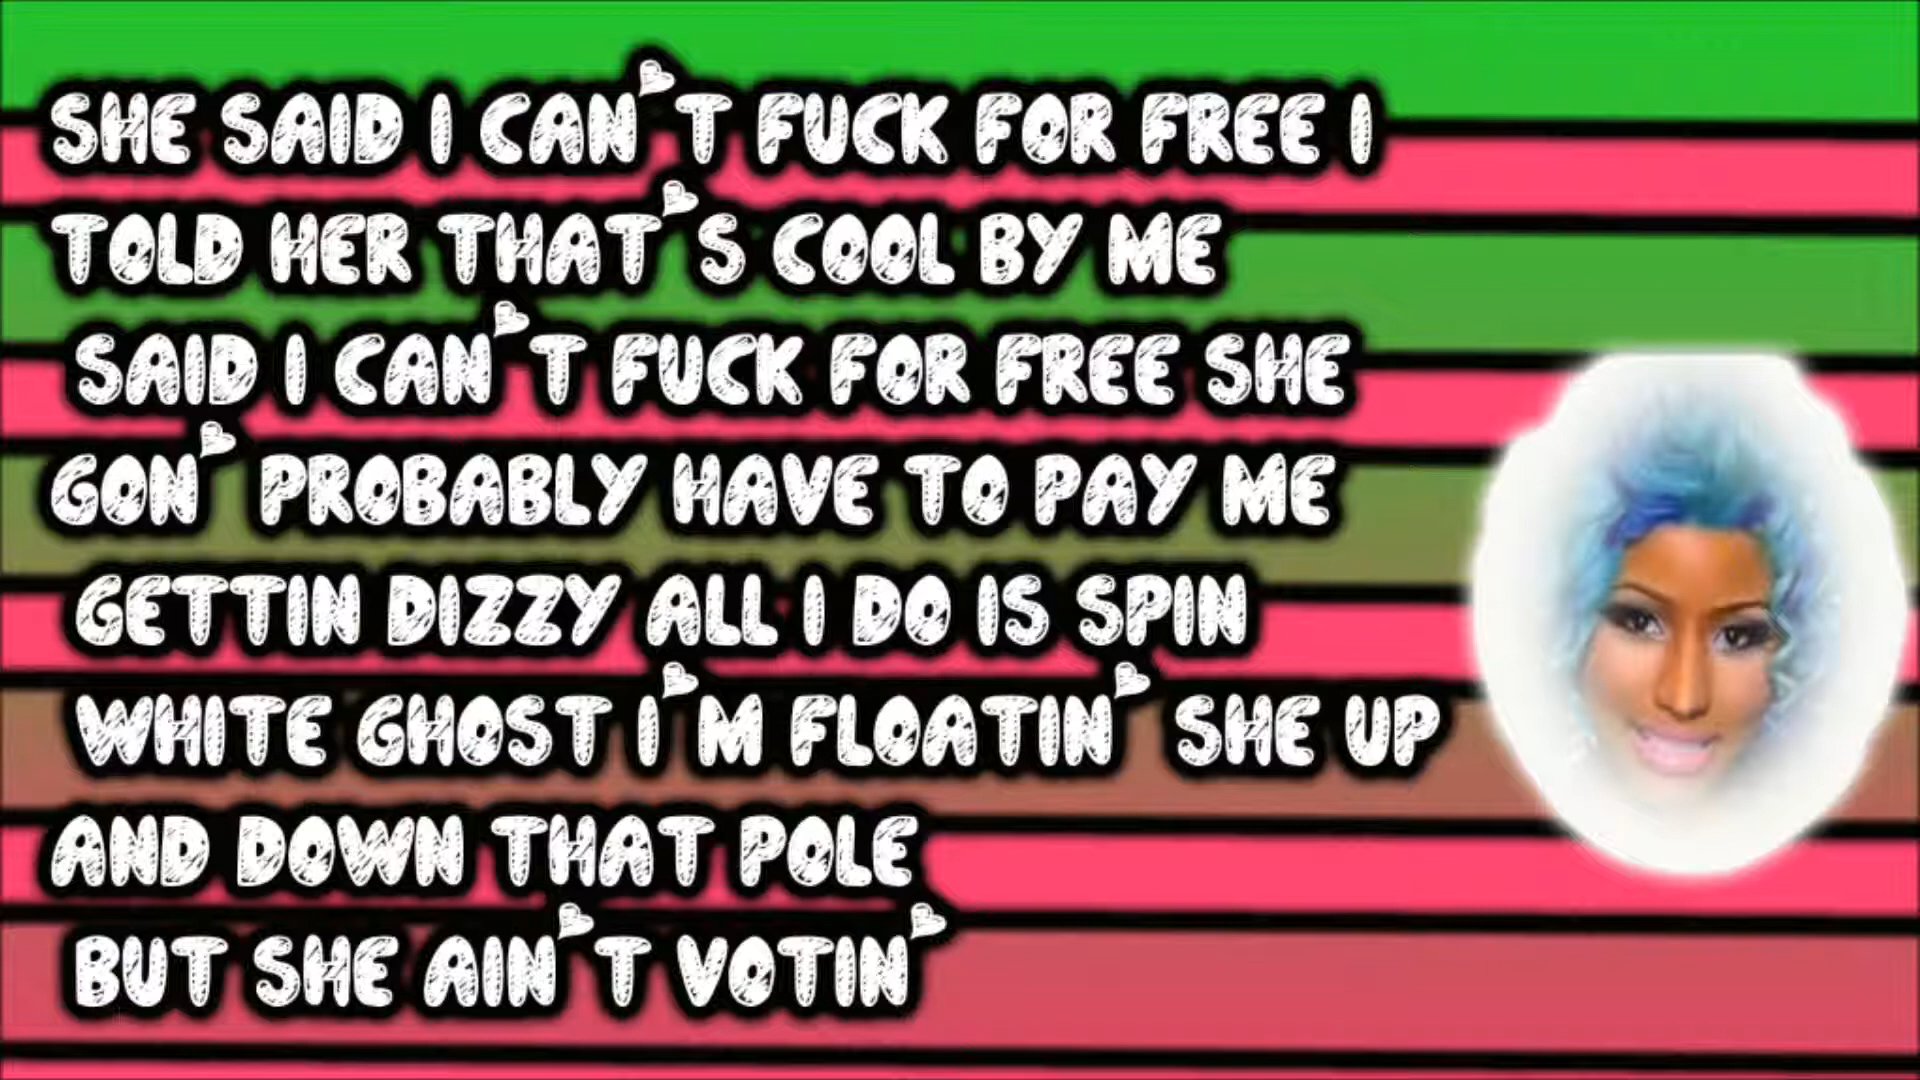 SHE SAID I CAN'T FUCK FOR FREE I
TOLD HER THAT'S COOL BY ME
SAID I CAN'T FUCK FOR FREE SHE
GON' PROBABLY HAVE TO PAY ME
GETTIN DIZZY ALL I DO IS SPIN
WHITE GHOST I'M FLOATIN' SHE UP
AND DOWN THAT POLE
BUT SHE AIN'T VOTIN'